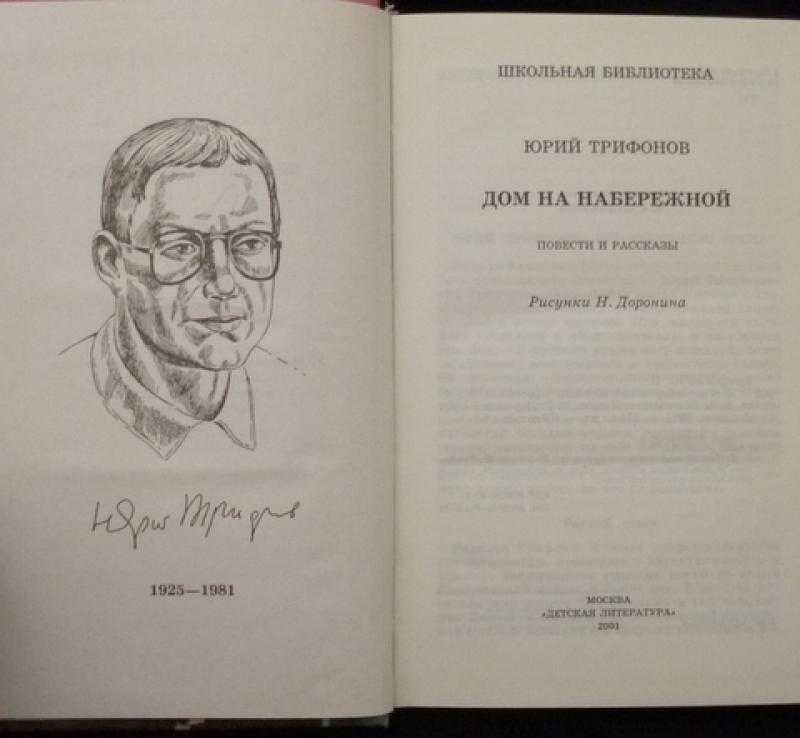 Юрий Трифонов
1925—1981
ШКОЛЬНАЯ БИБЛИОТЕКА
ЮРИЙ ТРИФОНОВ
ДОМ НА НАБЕРЕЖНОЙ
ПОВЕСТИ И РАССКАЗЫ
Рисунки Н. Доронина
МОСКВА
«ДЕТСКАЯ ЛИТЕРАТУРА»
2001